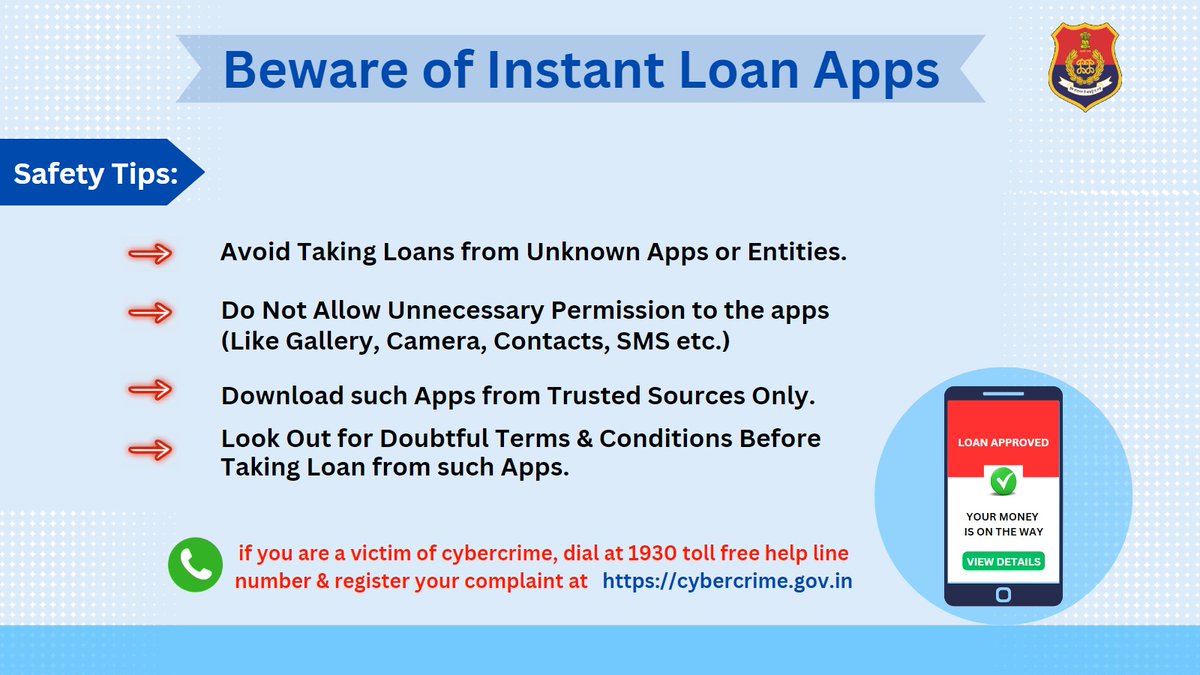 Beware of Instant Loan Apps
Safety Tips:
Avoid Taking Loans from Unknown Apps or Entities.
Do Not Allow Unnecessary Permission to the apps
(Like Gallery, Camera, Contacts, SMS etc.)
Download such Apps from Trusted Sources Only.
Look Out for Doubtful Terms & Conditions Before
Taking Loan from such Apps.
LOAN APPROVED
YOUR MONEY
IS ON THE WAY
VIEW DETAILS
if you are a victim of cybercrime, dial at 1930 toll free help line
number & register your complaint at https://cybercrime.gov.in